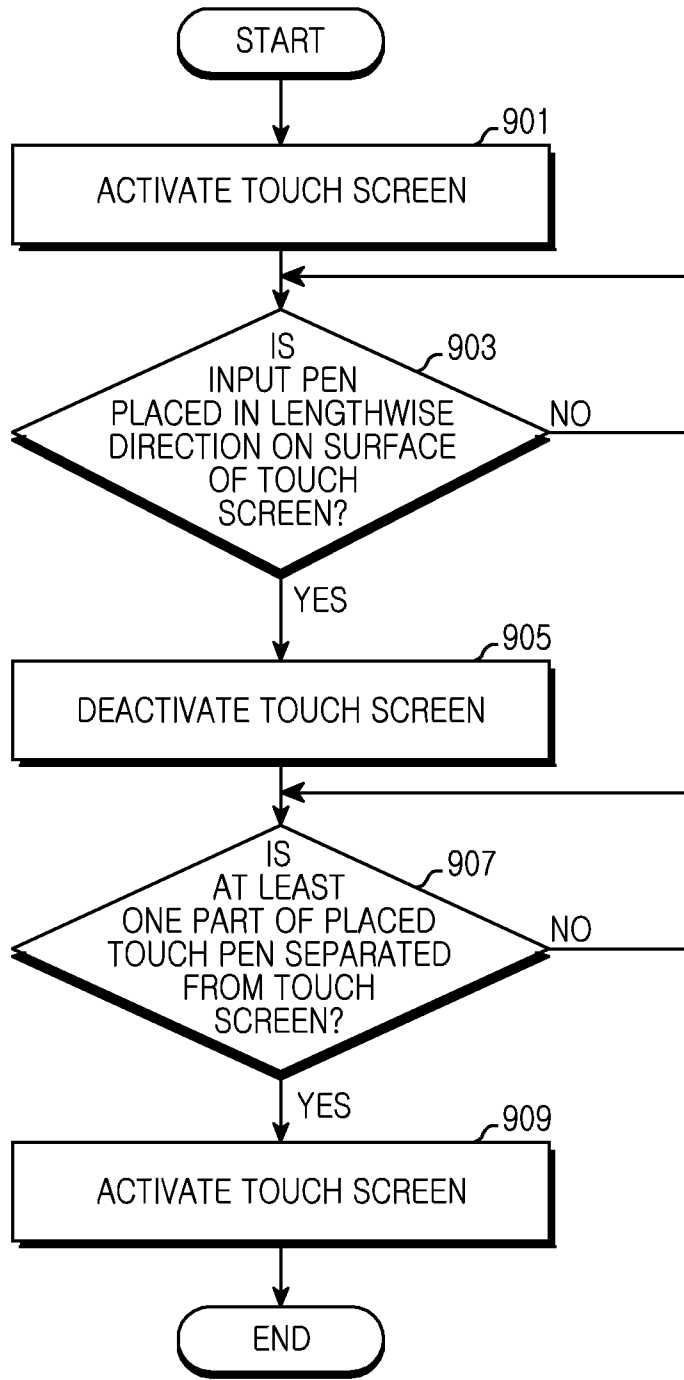 START
901
ACTIVATE TOUCH SCREEN
903
IS
INPUT PEN
PLACED IN LENGTHWISE
DIRECTION ON SURFACE
OF TOUCH
SCREEN?
NO
YES
905
DEACTIVATE TOUCH SCREEN
907
IS
AT LEAST
ONE PART OF PLACED
TOUCH PEN SEPARATED
FROM TOUCH
SCREEN?
NO
YES
909
ACTIVATE TOUCH SCREEN
END